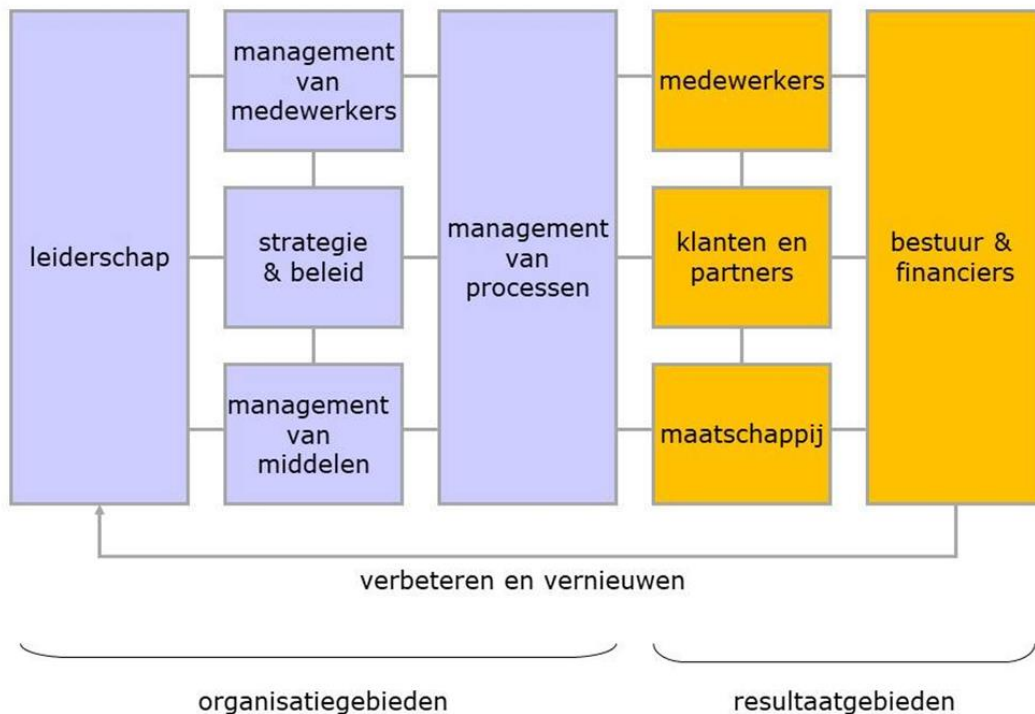 leiderschap
management
van
medewerkers
strategie
& beleid
management
van
middelen
management
van
processen
medewerkers
klanten en
partners
maatschappij
bestuur &
financiers
verbeteren en vernieuwen
organisatiegebieden
resultaatgebieden